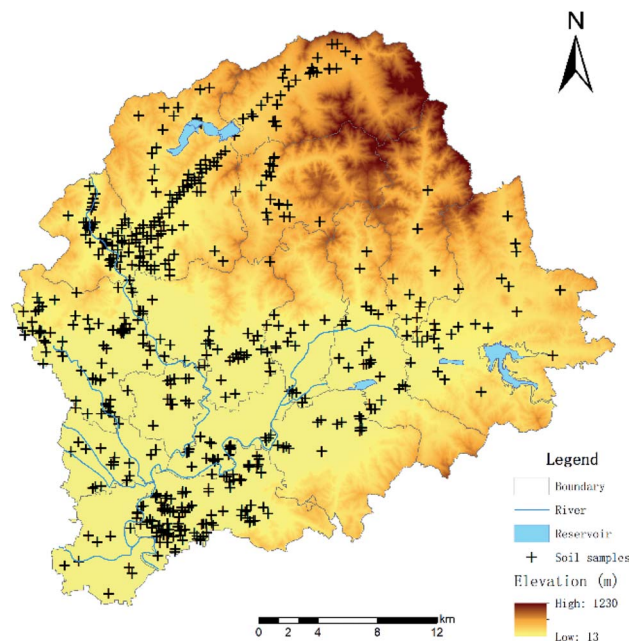 N
Legend
Boundary
River
Reservoir
Soil samples
Elevation (m)
High: 1230
Low: 13
km
0 2 4 8 12